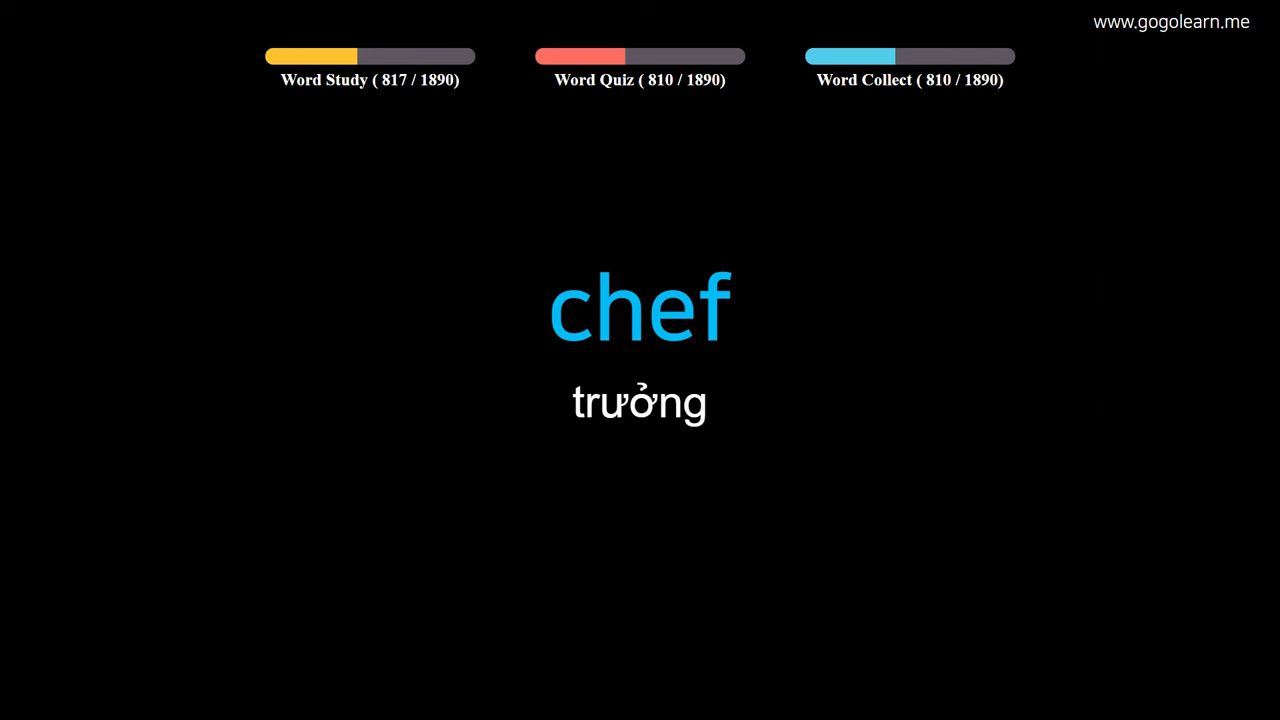 www.gogolearn.me
Word Study ( 817 / 1890)
Word Quiz ( 810 / 1890)
Word Collect ( 810 / 1890)
chef
trưởng